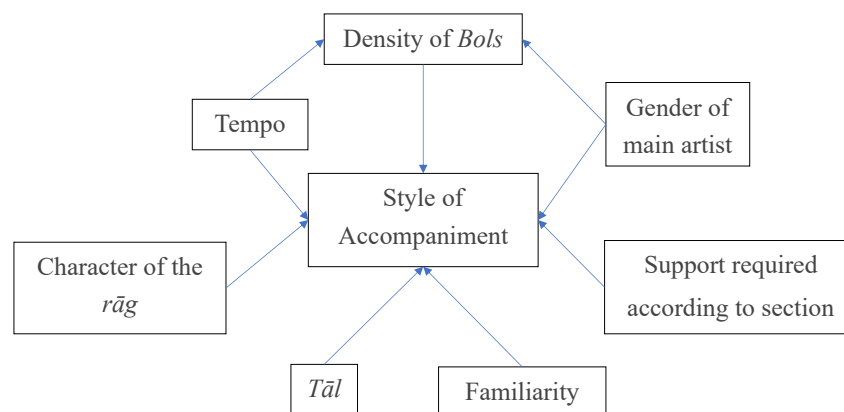 Density of Bols
Tempo
Gender of
main artist
Style of
Accompaniment
Character of the
rāg
Support required
according to section
Tāl
Familiarity